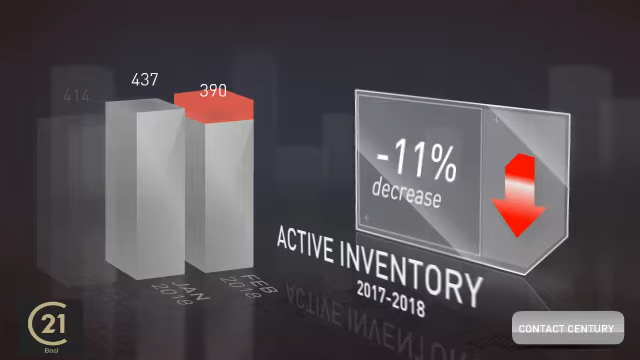 414
437
390
-11%
decrease
ACTIVE INVENTORY
2017-2018
JAN
2018
FEB
2018
C21
Beal
CONTACT CENTURY